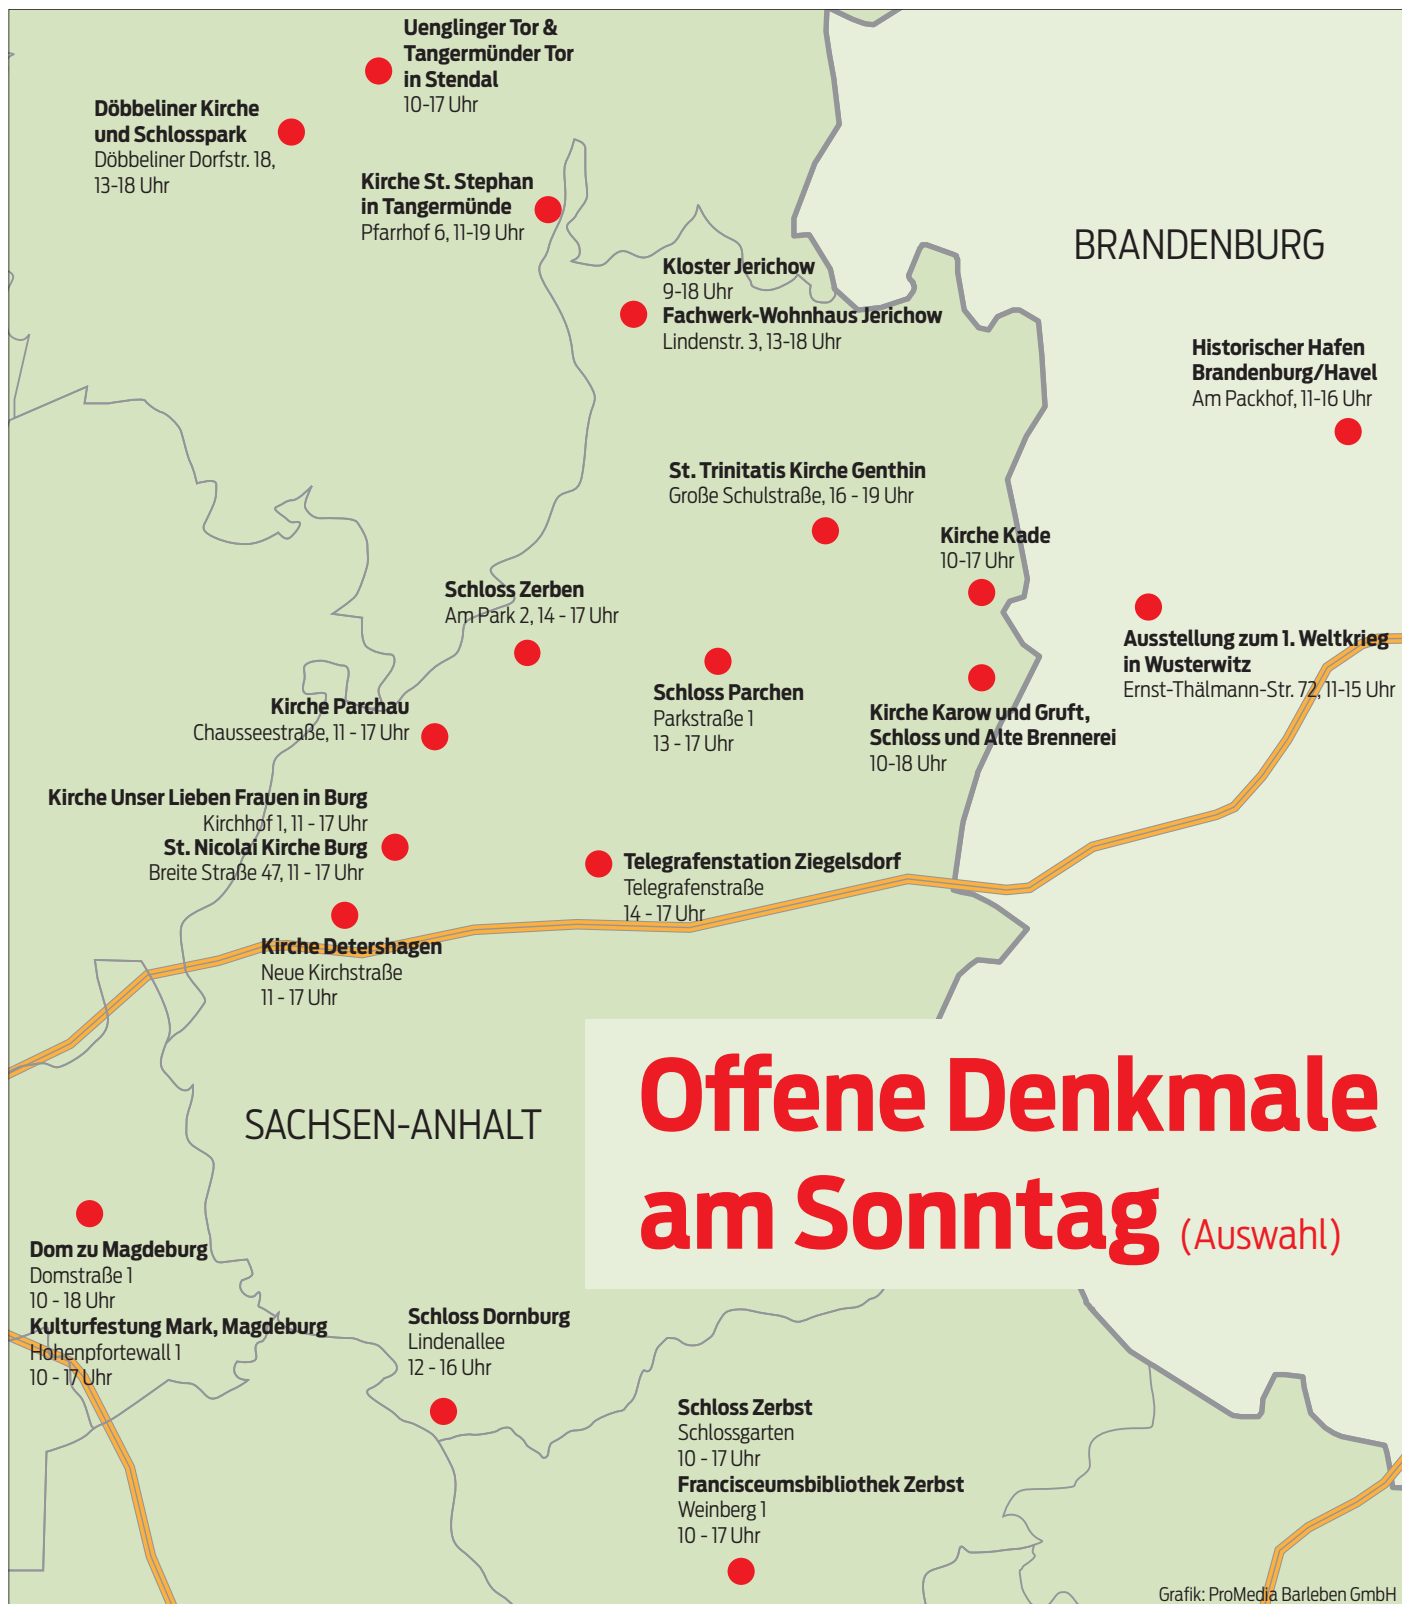 Uenglinger Tor &
Tangermünder Tor
in Stendal
10-17 Uhr
Döbbeliner Kirche
und Schlosspark
Döbbeliner Dorfstr. 18,
13-18 Uhr
Kirche St. Stephan
in Tangermünde
Pfarrhof 6, 11-19 Uhr
BRANDENBURG
Kloster Jerichow
9-18 Uhr
Fachwerk-Wohnhaus Jerichow
Lindenstr. 3, 13-18 Uhr
Historischer Hafen
Brandenburg/Havel
Am Packhof, 11-16 Uhr
St. Trinitatis Kirche Genthin
Große Schulstraße, 16 - 19 Uhr
Kirche Kade
10-17 Uhr
Schloss Zerben
Am Park 2, 14 - 17 Uhr
Ausstellung zum 1. Weltkrieg
in Wusterwitz
Ernst-Thälmann-Str. 72, 11-15 Uhr
Schloss Parchen
Parkstraße 1
13 - 17 Uhr
Kirche Parchau
Chausseestraße, 11 - 17 Uhr
Kirche Karow und Gruft,
Schloss und Alte Brennerei
10-18 Uhr
Kirche Unser Lieben Frauen in Burg
Kirchhof 1, 11 - 17 Uhr
St. Nicolai Kirche Burg
Breite Straße 47, 11 - 17 Uhr
Telegrafenstation Ziegelsdorf
Telegrafenstraße
14 - 17 Uhr
Kirche Detershagen
Neue Kirchstraße
11 - 17 Uhr
Offene Denkmale
am Sonntag (Auswahl)
SACHSEN-ANHALT
Dom zu Magdeburg
Domstraße 1
10 - 18 Uhr
Kulturfestung Mark, Magdeburg
Hohenpfortewall 1
10 - 17 Uhr
Schloss Dornburg
Lindenallee
12 - 16 Uhr
Schloss Zerbst
Schlossgarten
10 - 17 Uhr
Francisceumsbibliothek Zerbst
Weinberg 1
10 - 17 Uhr
Grafik: ProMedia Barleben GmbH